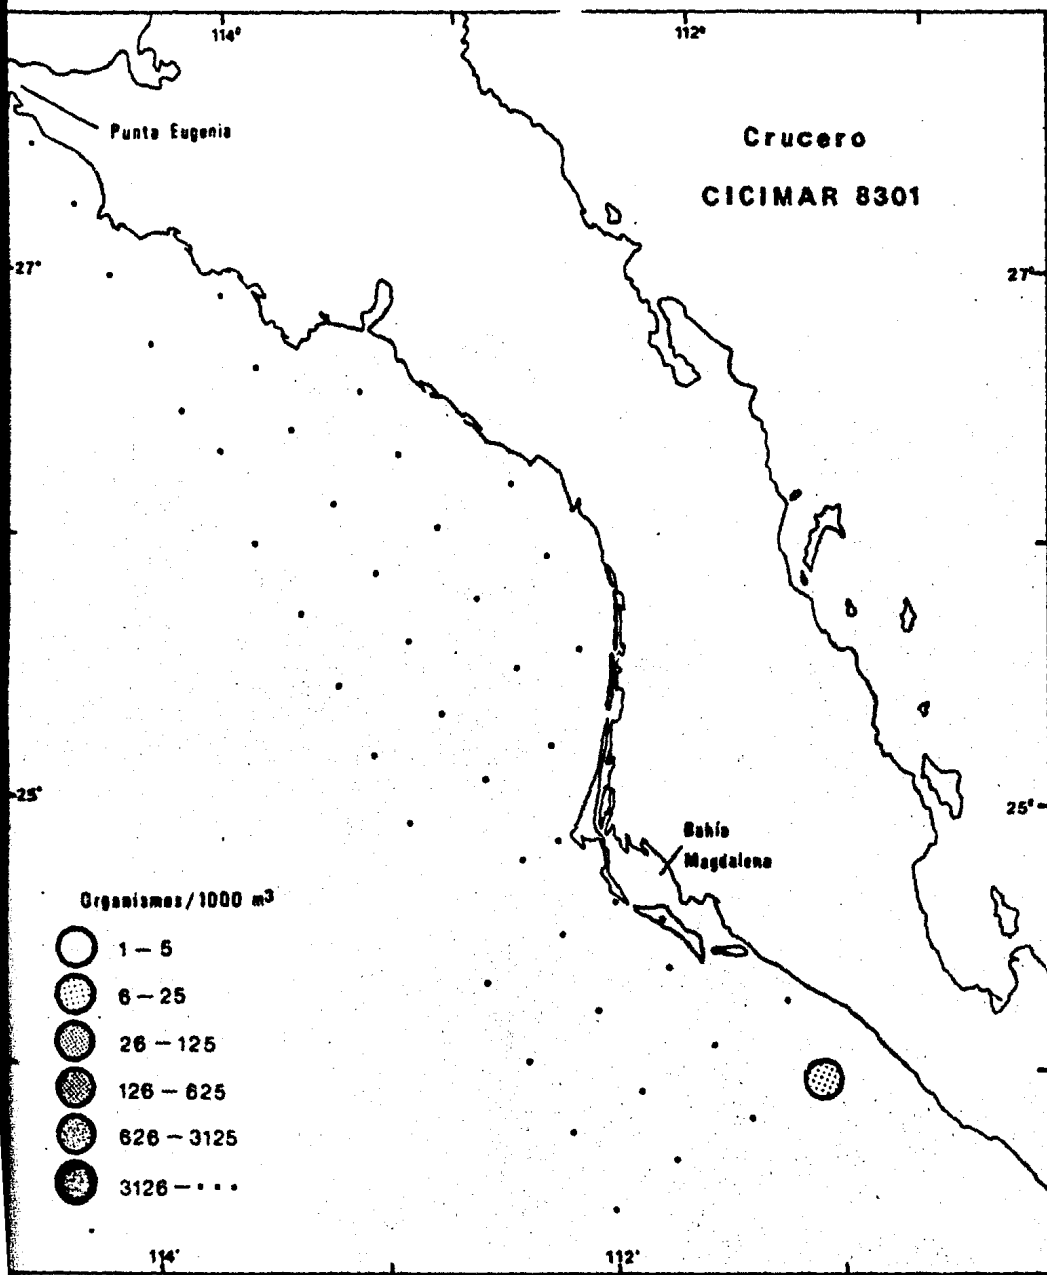 114°
112°
Punta Eugenia
Crucero
CICIMAR 8301
27°
27°
25°
25°
Bahía
Magdalena
Organismos/1000 m³
1 – 5
6 – 25
26 – 125
126 – 625
626 – 3125
3126 – · · ·
114°
112°